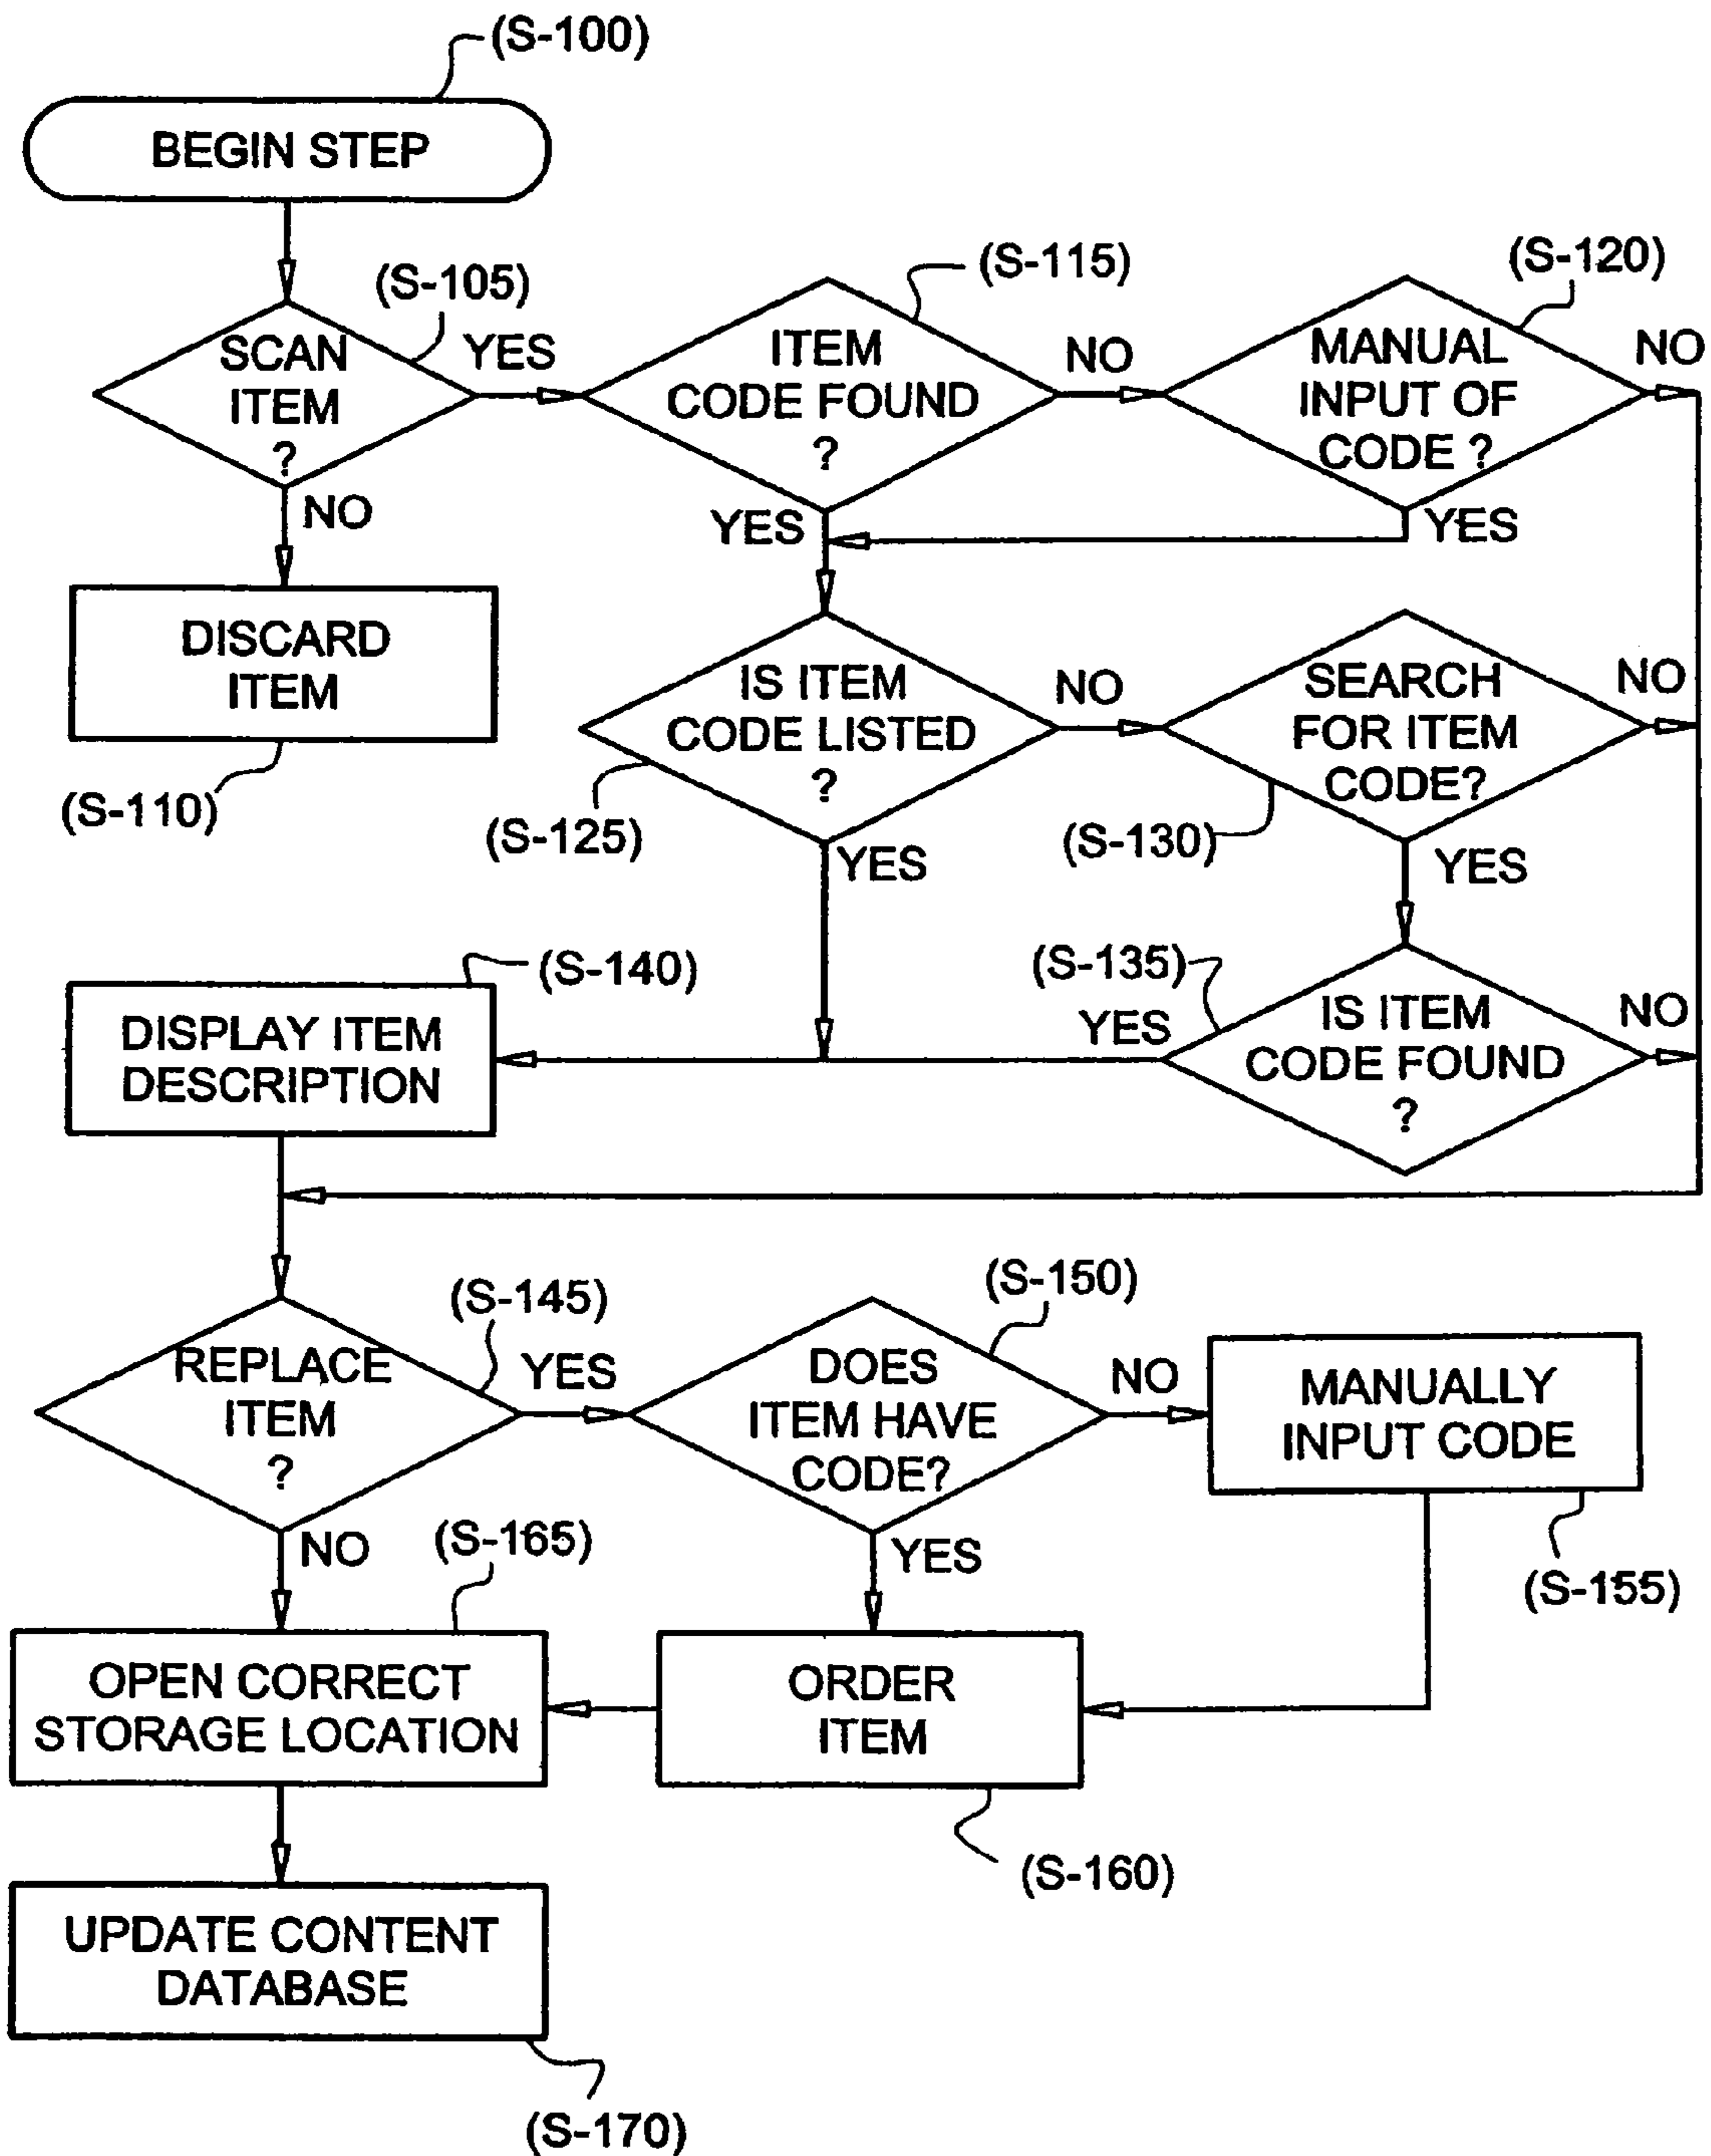 (S-100)
BEGIN STEP
(S-105)
SCAN
ITEM
?
YES
NO
DISCARD
ITEM
(S-110)
(S-115)
ITEM
CODE FOUND
?
NO
YES
(S-120)
MANUAL
INPUT OF
CODE ?
NO
YES
IS ITEM
CODE LISTED
?
(S-125)
NO
YES
SEARCH
FOR ITEM
CODE?
(S-130)
NO
YES
(S-135)
IS ITEM
CODE FOUND
?
YES
NO
(S-140)
DISPLAY ITEM
DESCRIPTION
(S-145)
REPLACE
ITEM
?
YES
NO
(S-150)
DOES
ITEM HAVE
CODE?
NO
YES
MANUALLY
INPUT CODE
(S-155)
(S-165)
OPEN CORRECT
STORAGE LOCATION
ORDER
ITEM
(S-160)
UPDATE CONTENT
DATABASE
(S-170)